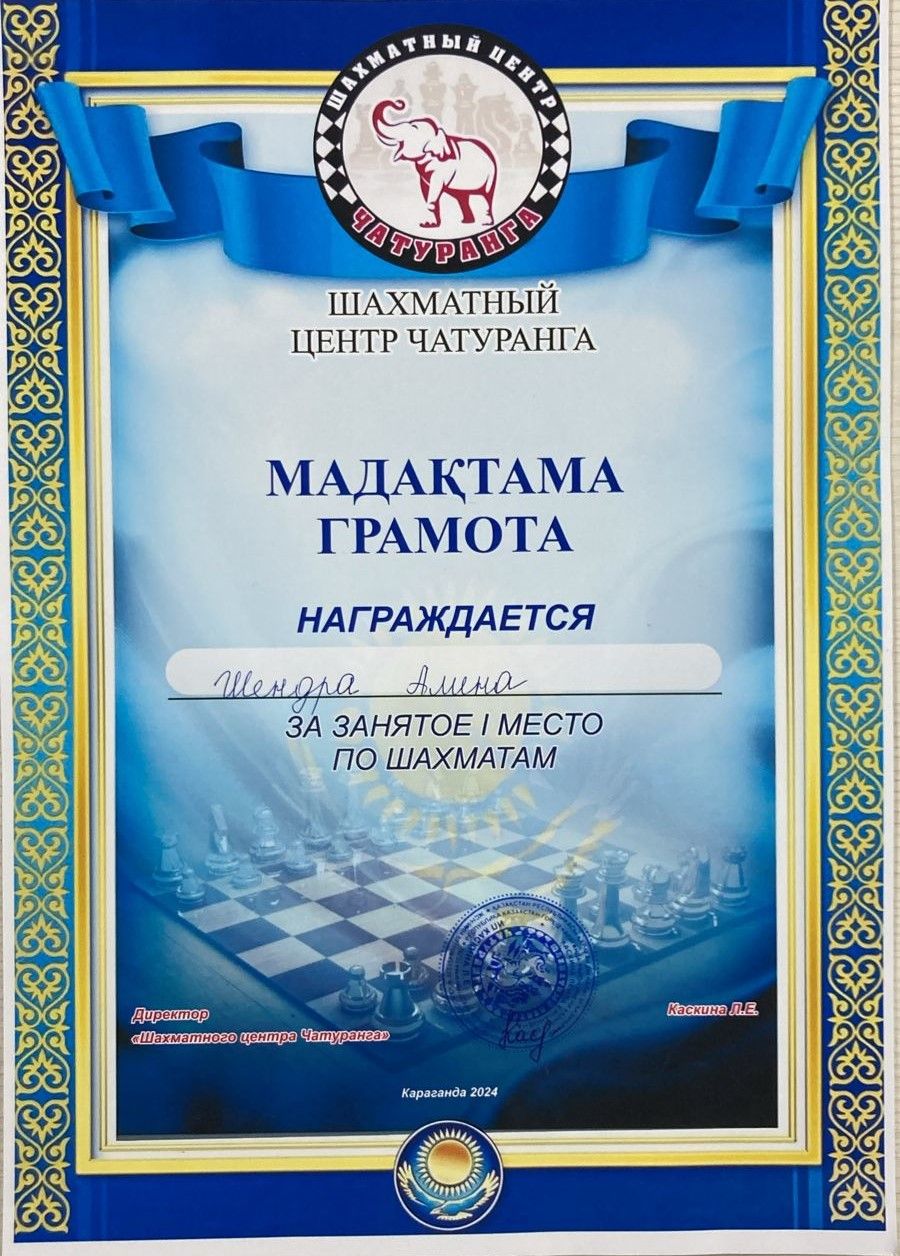 ШАХМАТНЫЙ ЦЕНТР
ЧАТУРАНГА
ШАХМАТНЫЙ
ЦЕНТР ЧАТУРАНГА
МАДАҚТАМА
ГРАМОТА
НАГРАЖДАЕТСЯ
Шендра Алина
ЗА ЗАНЯТОЕ I МЕСТО
ПО ШАХМАТАМ
Директор
«Шахматного центра Чатуранга»
Каскина Л.Е.
Караганда 2024